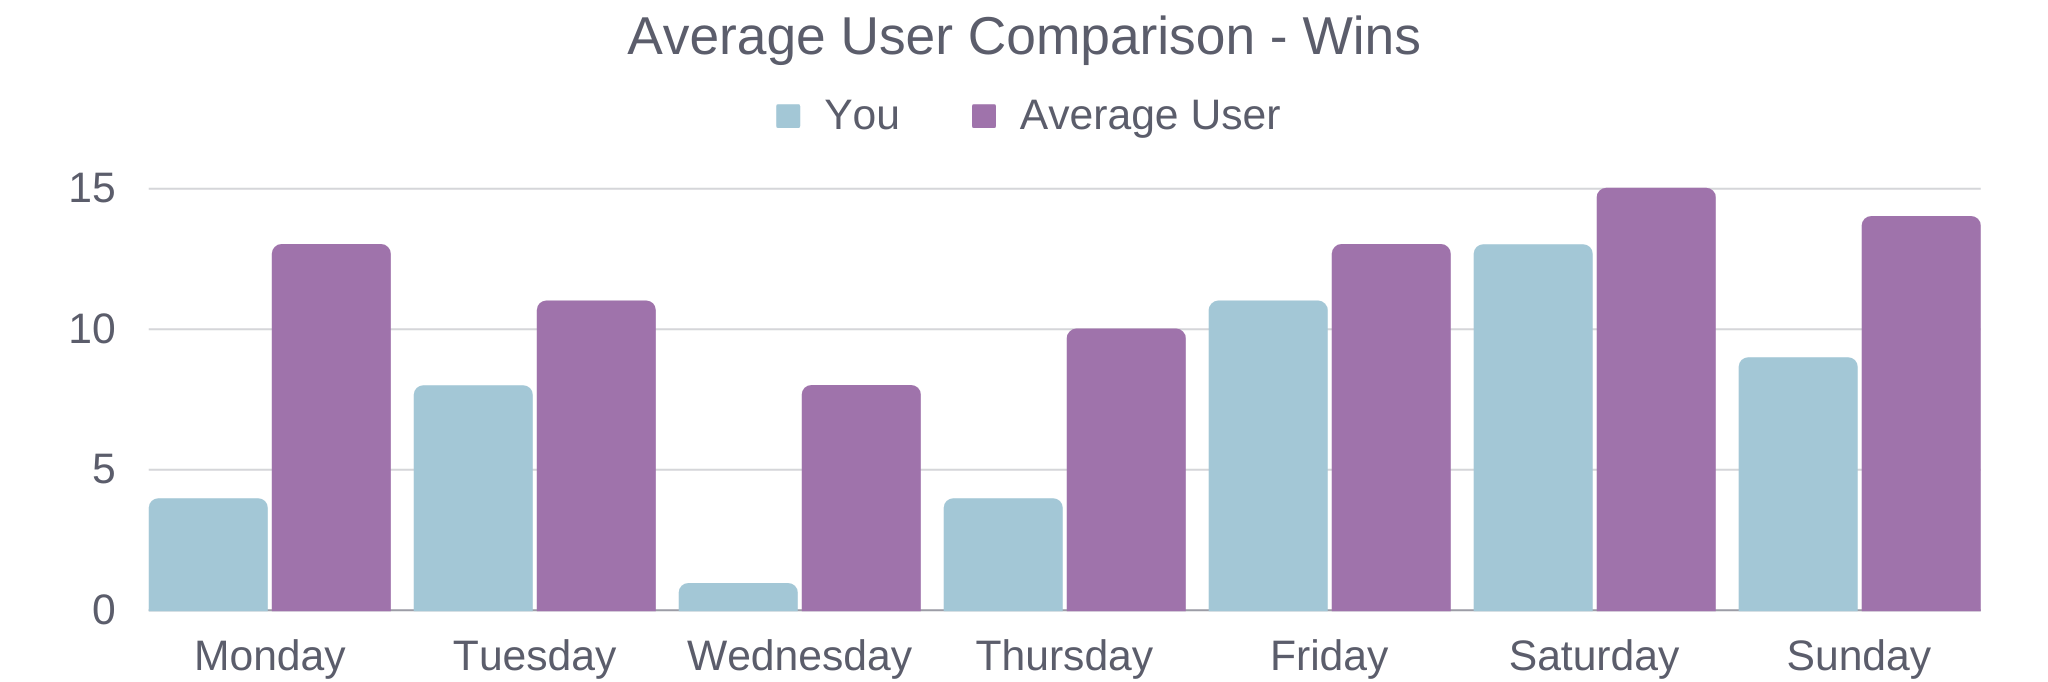 Average User Comparison - Wins
You Average User
15
10
5
0
Monday Tuesday Wednesday Thursday Friday Saturday Sunday